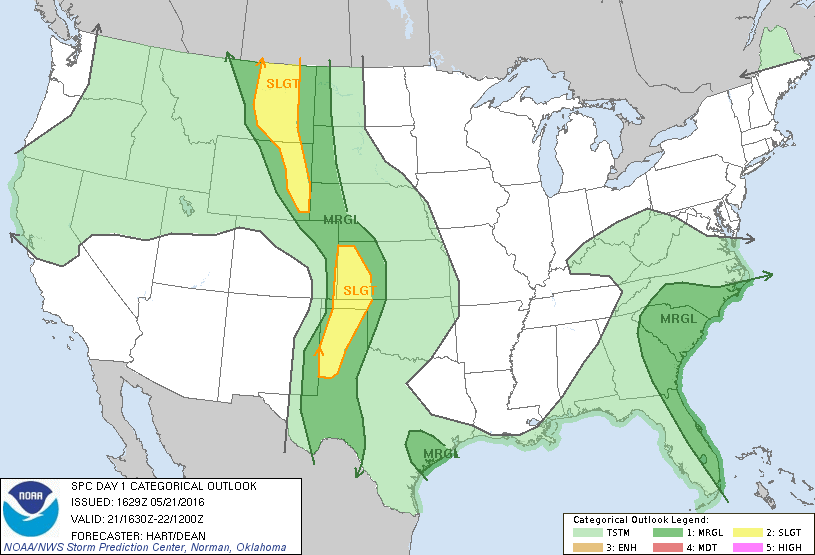 SLGT
MRGL
SLGT
MRGL
MRGL
NOAA
SPC DAY 1 CATEGORICAL OUTLOOK
ISSUED: 1629Z 05/21/2016
VALID: 21/1630Z-22/1200Z
FORECASTER: HART/DEAN
NOAA/NWS Storm Prediction Center, Norman, Oklahoma
Categorical Outlook Legend:
TSTM 1: MRGL 2: SLGT
3: ENH 4: MDT 5: HIGH